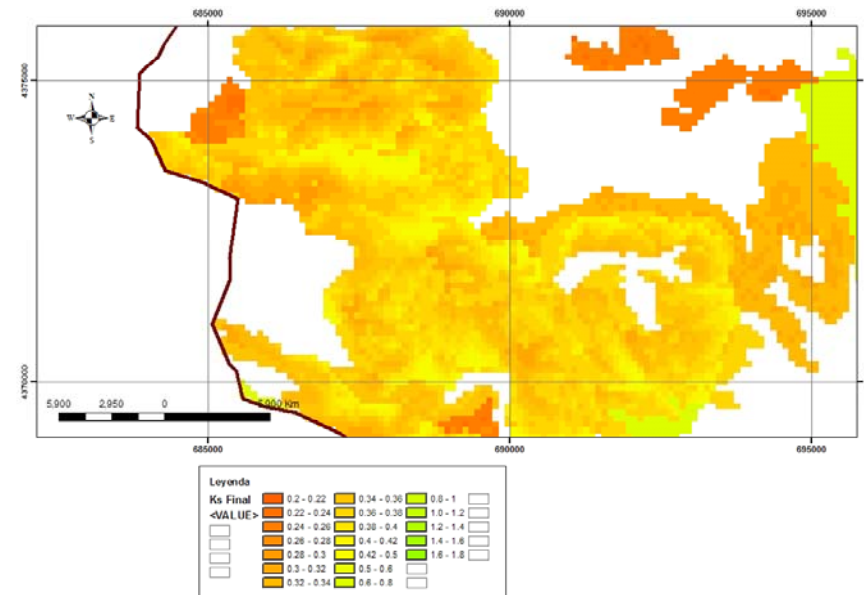 685000 690000 695000
4375000 4375000
N
W E
S
4370000 4370000
5,900 2,950 0 5,900 Km
685000 690000 695000
Leyenda
Ks Final
<VALUE>
0.2 - 0.22
0.22 - 0.24
0.24 - 0.26
0.26 - 0.28
0.28 - 0.3
0.3 - 0.32
0.32 - 0.34
0.34 - 0.36
0.36 - 0.38
0.38 - 0.4
0.4 - 0.42
0.42 - 0.5
0.5 - 0.6
0.6 - 0.8
0.8 - 1
1.0 - 1.2
1.2 - 1.4
1.4 - 1.6
1.6 - 1.8